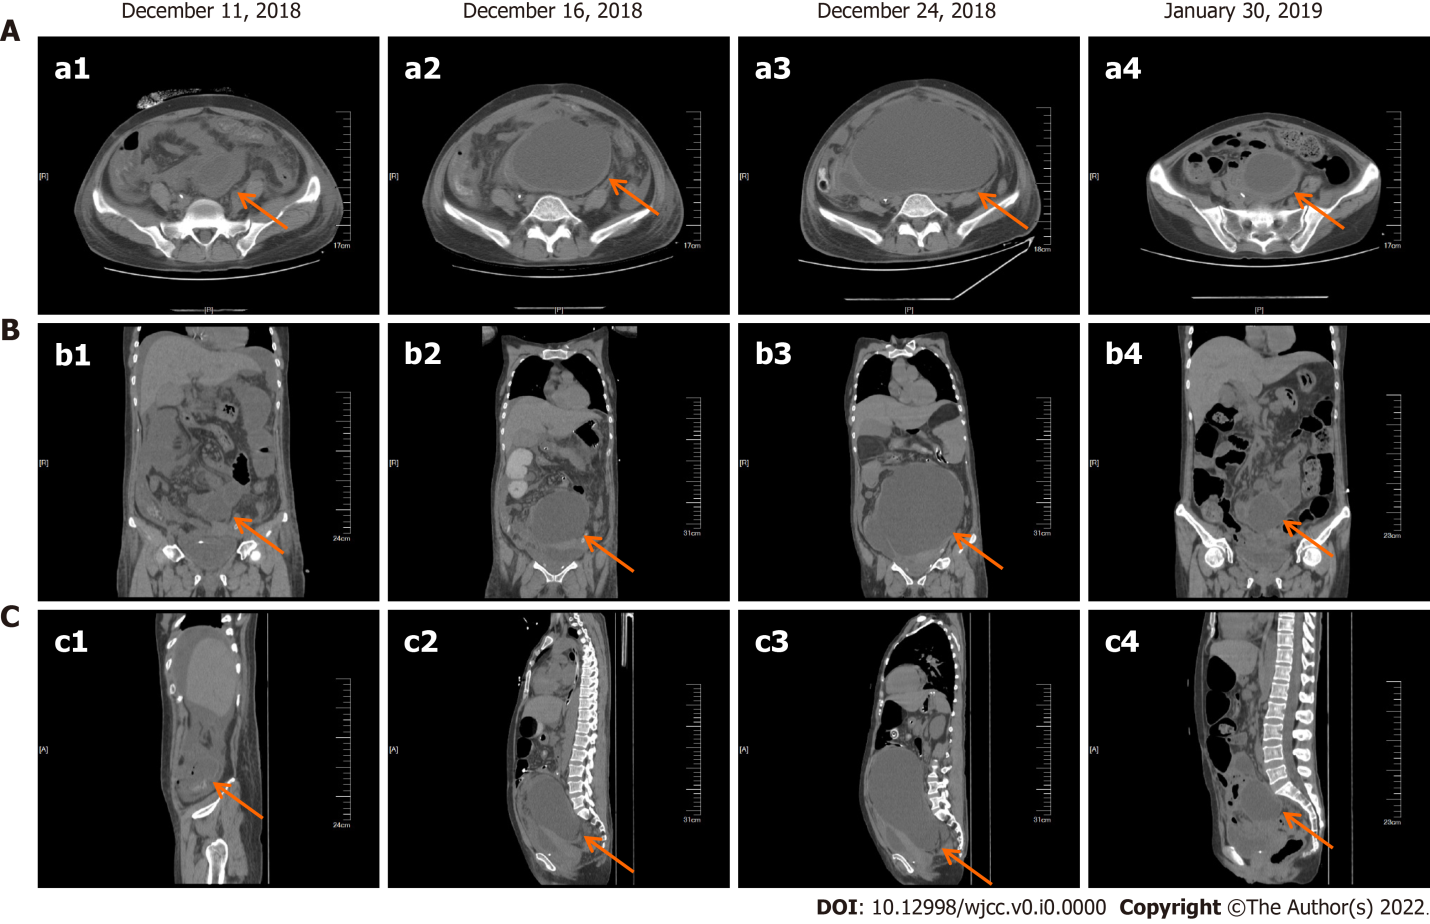 December 11, 2018 December 16, 2018 December 24, 2018 January 30, 2019
A
a1 a2 a3 a4
[R] [R] [R] [R]
17cm 17cm 18cm 17cm
[P] [P] [P]
B
b1 b2 b3 b4
[R] [R] [R] [R]
24cm 31cm 31cm 23cm
C
c1 c2 c3 c4
[A] [A] [A] [A]
24cm 31cm 31cm 23cm
DOI: 10.12998/wjcc.v0.i0.0000 Copyright ©The Author(s) 2022.